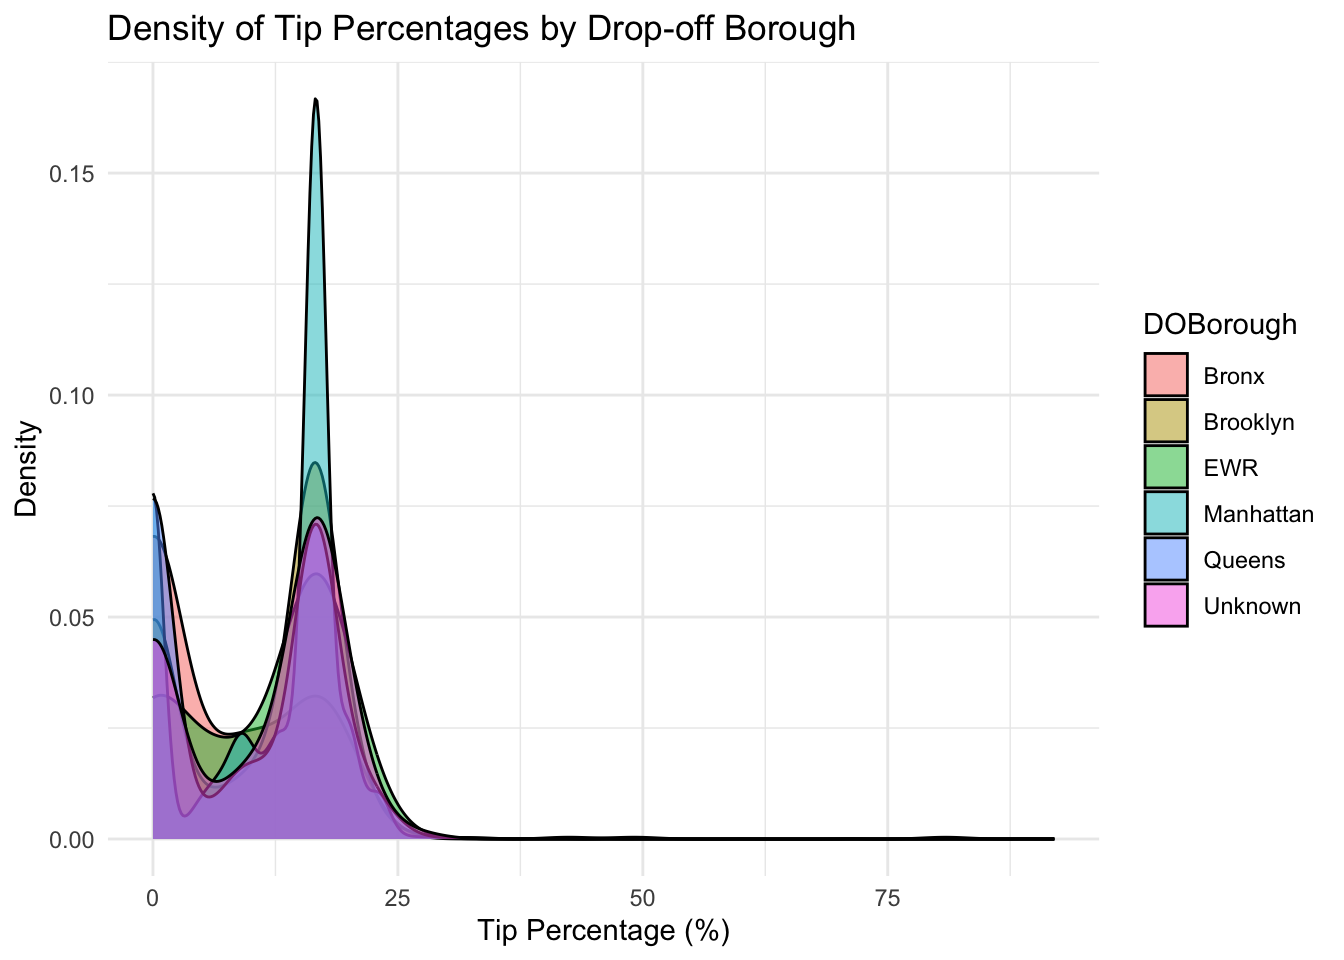 Density of Tip Percentages by Drop-off Borough
0.15
0.10
0.05
0.00
Density
0
25
50
75
Tip Percentage (%)
DOBorough
Bronx
Brooklyn
EWR
Manhattan
Queens
Unknown